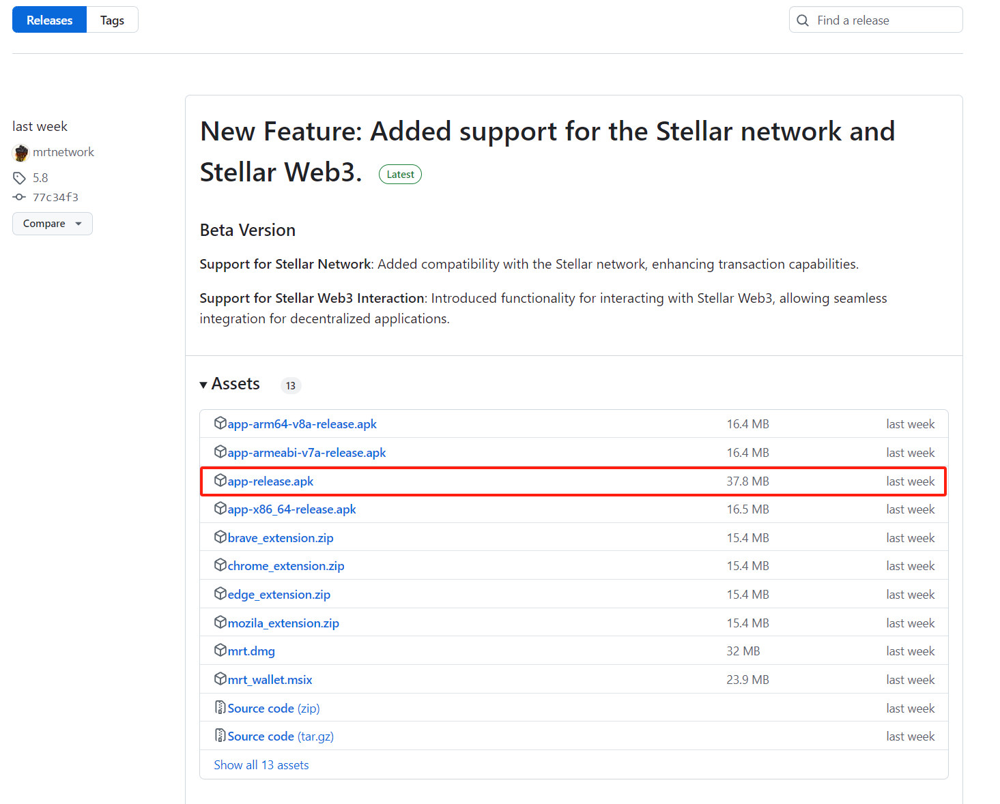 Releases
Tags
Find a release
last week
mrtnetwork
5.8
77c34f3
Compare
New Feature: Added support for the Stellar network and
Stellar Web3. Latest
Beta Version
Support for Stellar Network: Added compatibility with the Stellar network, enhancing transaction capabilities.
Support for Stellar Web3 Interaction: Introduced functionality for interacting with Stellar Web3, allowing seamless
integration for decentralized applications.
Assets 13
app-arm64-v8a-release.apk 16.4 MB last week
app-armeabi-v7a-release.apk 16.4 MB last week
app-release.apk 37.8 MB last week
app-x86_64-release.apk 16.5 MB last week
brave_extension.zip 15.4 MB last week
chrome_extension.zip 15.4 MB last week
edge_extension.zip 15.4 MB last week
mozila_extension.zip 15.4 MB last week
mrt.dmg 32 MB last week
mrt_wallet.msix 23.9 MB last week
Source code (zip) last week
Source code (tar.gz) last week
Show all 13 assets